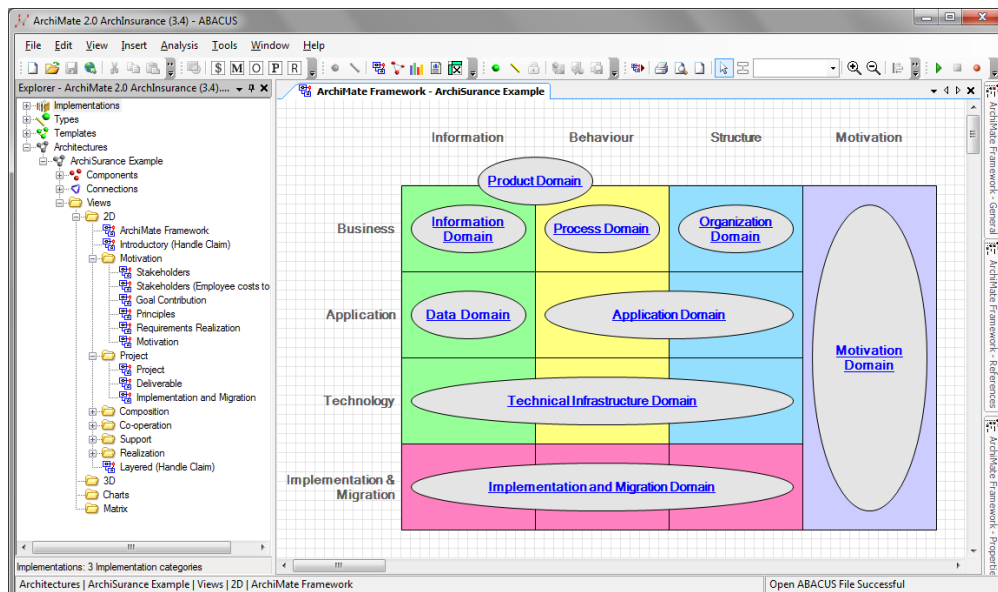 ArchiMate 2.0 ArchInsurance (3.4) - ABACUS
File Edit View Insert Analysis Tools Window Help
$ M O P R
Explorer - ArchiMate 2.0 ArchInsurance (3.4)....
ArchiMate Framework - ArchiSurance Example
Implementations
Types
Templates
Architectures
ArchiSurance Example
Components
Connections
Views
2D
ArchiMate Framework
Introductory (Handle Claim)
Motivation
Stakeholders
Stakeholders (Employee costs to
Goal Contribution
Principles
Requirements Realization
Motivation
Project
Project
Deliverable
Implementation and Migration
Composition
Co-operation
Support
Realization
Layered (Handle Claim)
3D
Charts
Matrix
Information Behaviour Structure Motivation
Product Domain
Business
Information
Domain
Process Domain
Organization
Domain
Application
Data Domain
Application Domain
Motivation
Domain
Technology
Technical Infrastructure Domain
Implementation &
Migration
Implementation and Migration Domain
ArchiMate Framework - General
ArchiMate Framework - References
ArchiMate Framework - Propertie
Implementations: 3 Implementation categories
Architectures | ArchiSurance Example | Views | 2D | ArchiMate Framework
Open ABACUS File Successful